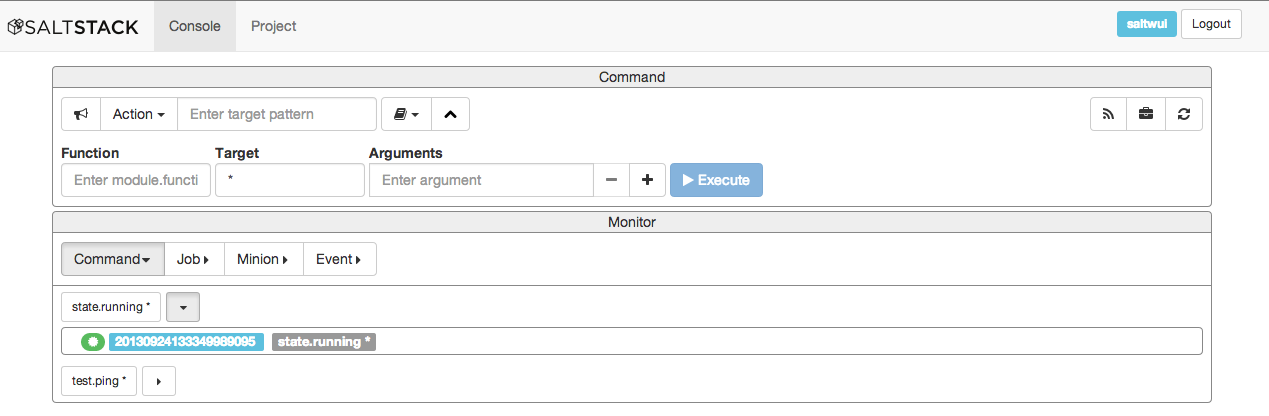 SALTSTACK Console Project saltwui Logout
Command
Action Enter target pattern
Function Target Arguments
Enter module.functi * Enter argument Execute
Monitor
Command Job Minion Event
state.running *
20130924133349989095 state.running *
test.ping *